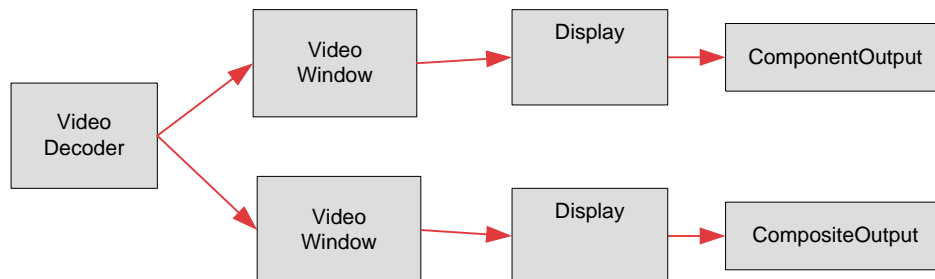 Video
Window
Display
ComponentOutput
Video
Decoder
Video
Window
Display
CompositeOutput